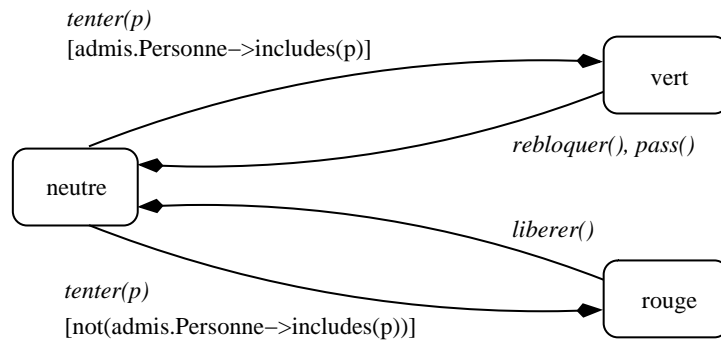 tenter(p)
[admis.Personne−>includes(p)]
vert
rebloquer(), pass()
neutre
liberer()
tenter(p)
rouge
[not(admis.Personne−>includes(p))]